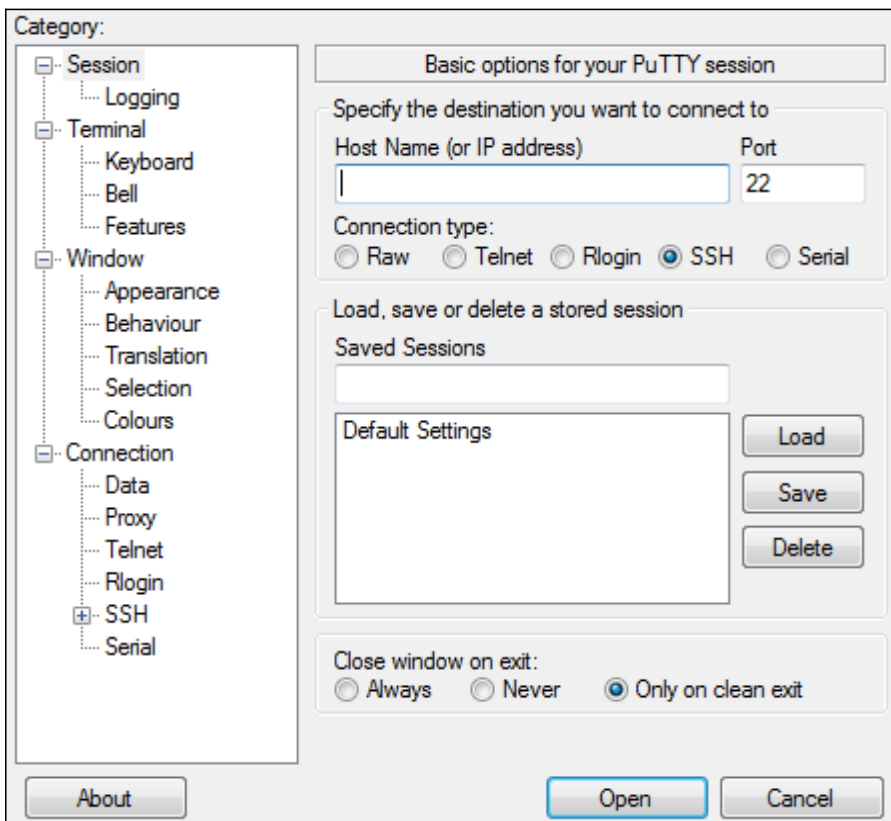 Category:
Session
Logging
Terminal
Keyboard
Bell
Features
Window
Appearance
Behaviour
Translation
Selection
Colours
Connection
Data
Proxy
Telnet
Rlogin
SSH
Serial
Basic options for your PuTTY session
Specify the destination you want to connect to
Host Name (or IP address) Port
22
Connection type:
Raw Telnet Rlogin SSH Serial
Load, save or delete a stored session
Saved Sessions
Default Settings
Load
Save
Delete
Close window on exit:
Always Never Only on clean exit
About Open Cancel